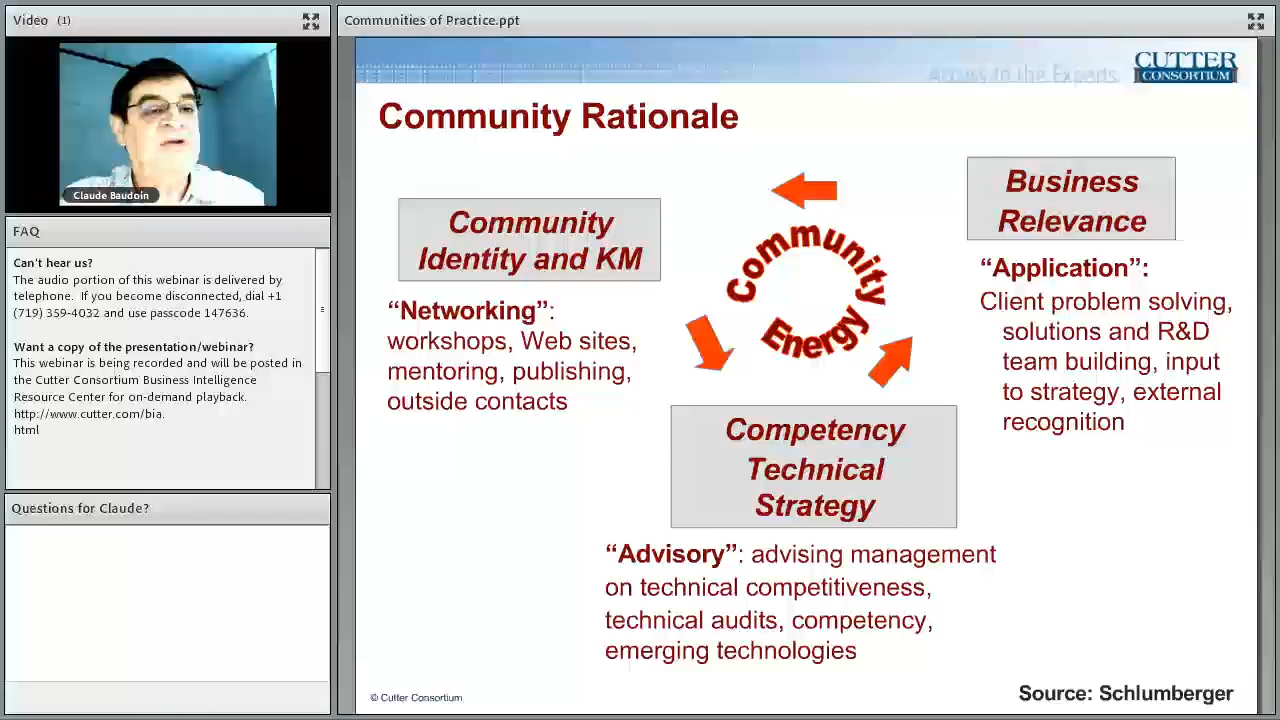 Video (1)
Claude Baudoin
FAQ
Can't hear us?
The audio portion of this webinar is delivered by
telephone. If you become disconnected, dial +1
(719) 359-4032 and use passcode 147636.
Want a copy of the presentation/webinar?
This webinar is being recorded and will be posted in
the Cutter Consortium Business Intelligence
Resource Center for on-demand playback.
http://www.cutter.com/bia.
html
Questions for Claude?
Communities of Practice.ppt
Access to the Experts
CUTTER
CONSORTIUM
Community Rationale
Community
Identity and KM
“Networking”:
workshops, Web sites,
mentoring, publishing,
outside contacts
Community
Energy
Business
Relevance
“Application”:
Client problem solving,
solutions and R&D
team building, input
to strategy, external
recognition
Competency
Technical
Strategy
“Advisory”: advising management
on technical competitiveness,
technical audits, competency,
emerging technologies
© Cutter Consortium
Source: Schlumberger